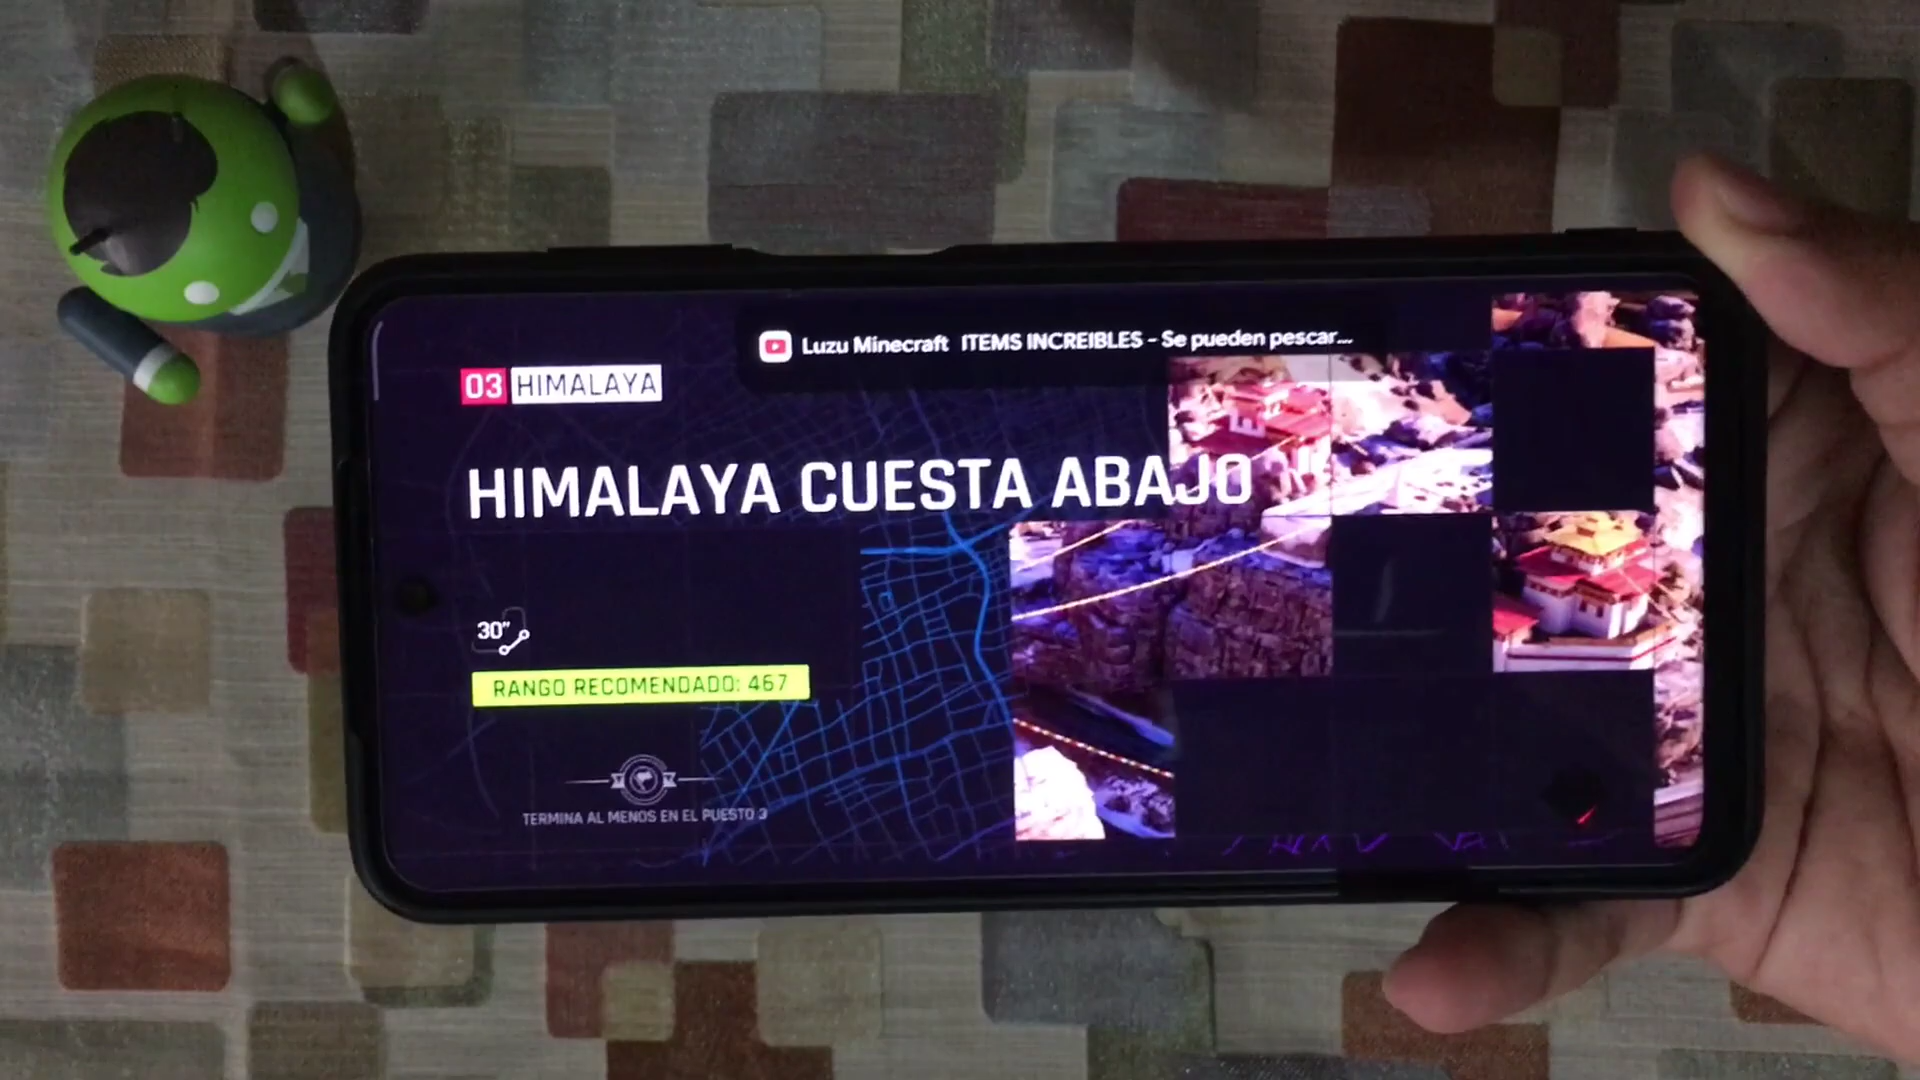 Luzu Minecraft ITEMS INCREIBLES - Se pueden pescar...
03 HIMALAYA
HIMALAYA CUESTA ABAJO
30"
RANGO RECOMENDADO: 467
TERMINA AL MENOS EN EL PUESTO 3